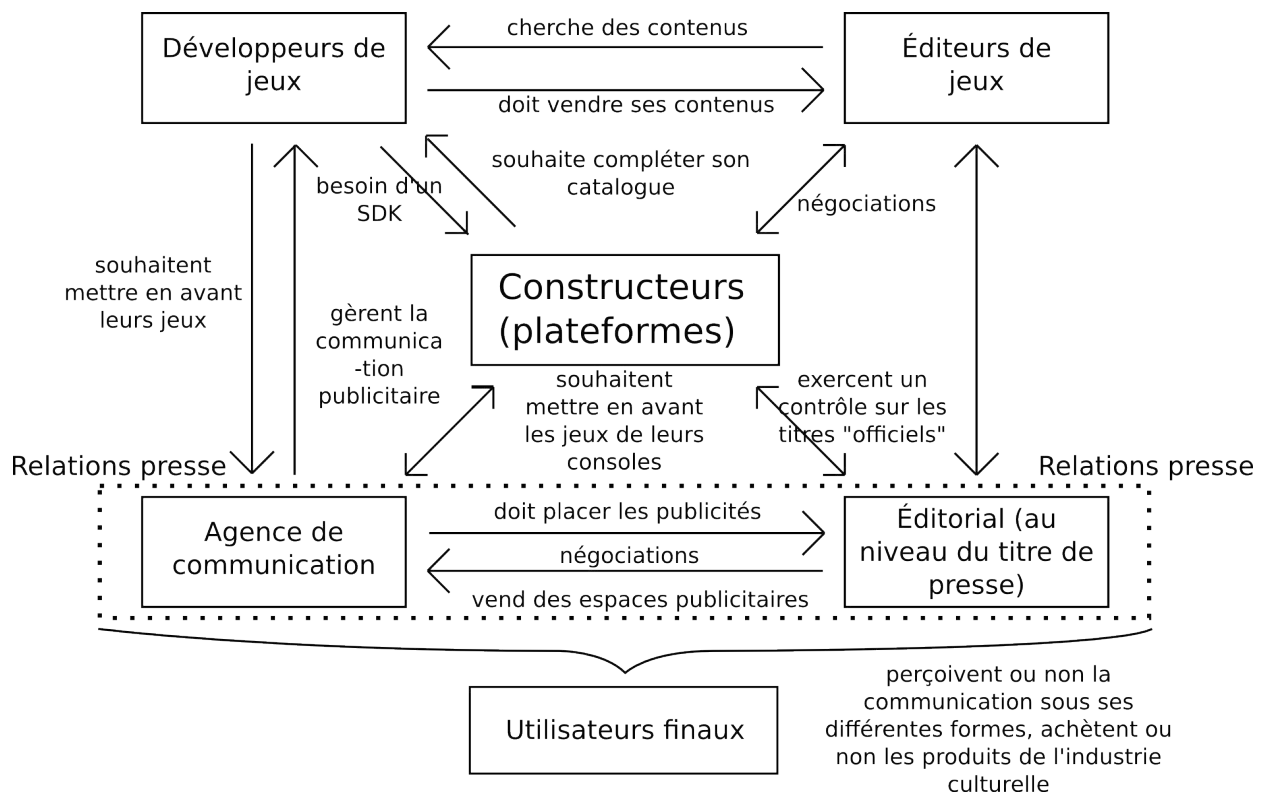 Développeurs de
jeux
cherche des contenus
doit vendre ses contenus
Éditeurs de
jeux
besoin d'un
SDK
souhaite compléter son
catalogue
négociations
souhaitent
mettre en avant
leurs jeux
gèrent la
communica
-tion
publicitaire
Constructeurs
(plateformes)
souhaitent
mettre en avant
les jeux de leurs
consoles
exercent un
contrôle sur les
titres "officiels"
Relations presse
Relations presse
Agence de
communication
doit placer les publicités
négociations
vend des espaces publicitaires
Éditorial (au
niveau du titre de
presse)
Utilisateurs finaux
perçoivent ou non la
communication sous ses
différentes formes, achètent ou
non les produits de l'industrie
culturelle